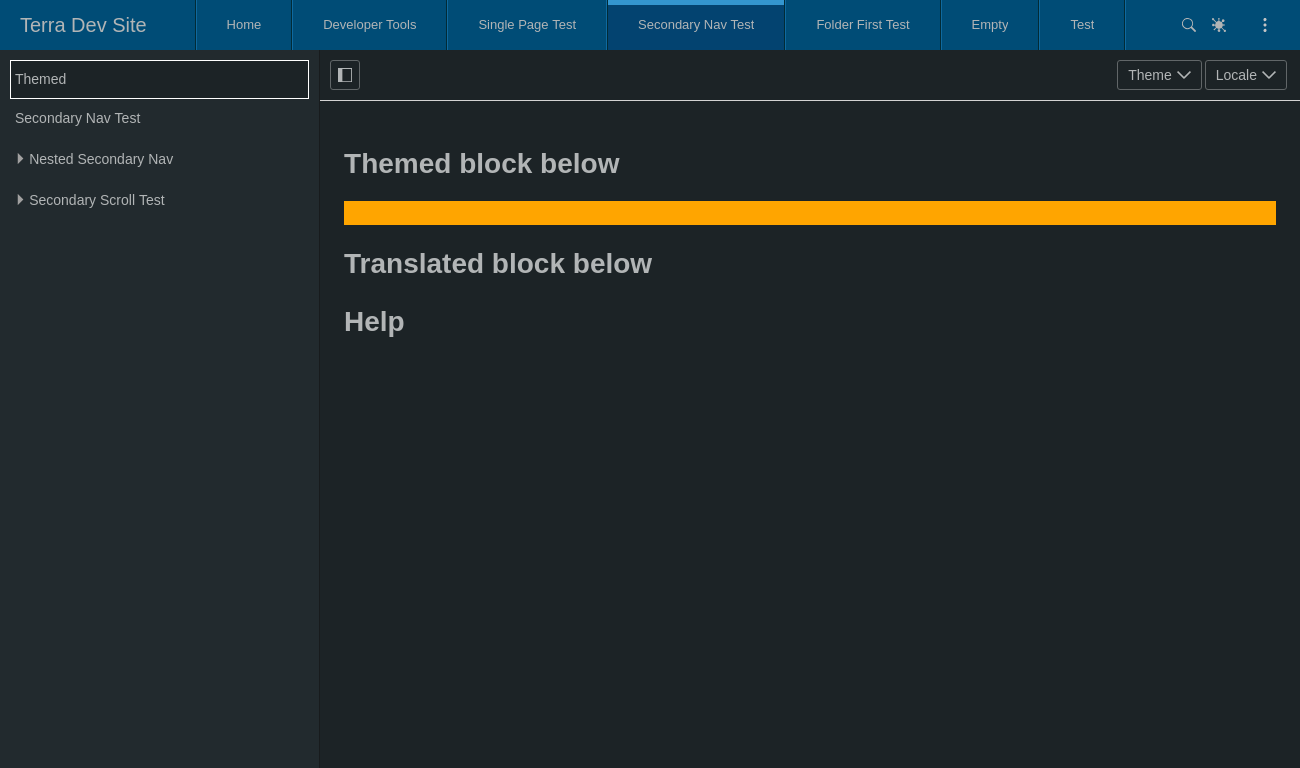 Terra Dev Site
Home
Developer Tools
Single Page Test
Secondary Nav Test
Folder First Test
Empty
Test
Themed
Secondary Nav Test
Nested Secondary Nav
Secondary Scroll Test
Theme
Locale
Themed block below
Translated block below
Help